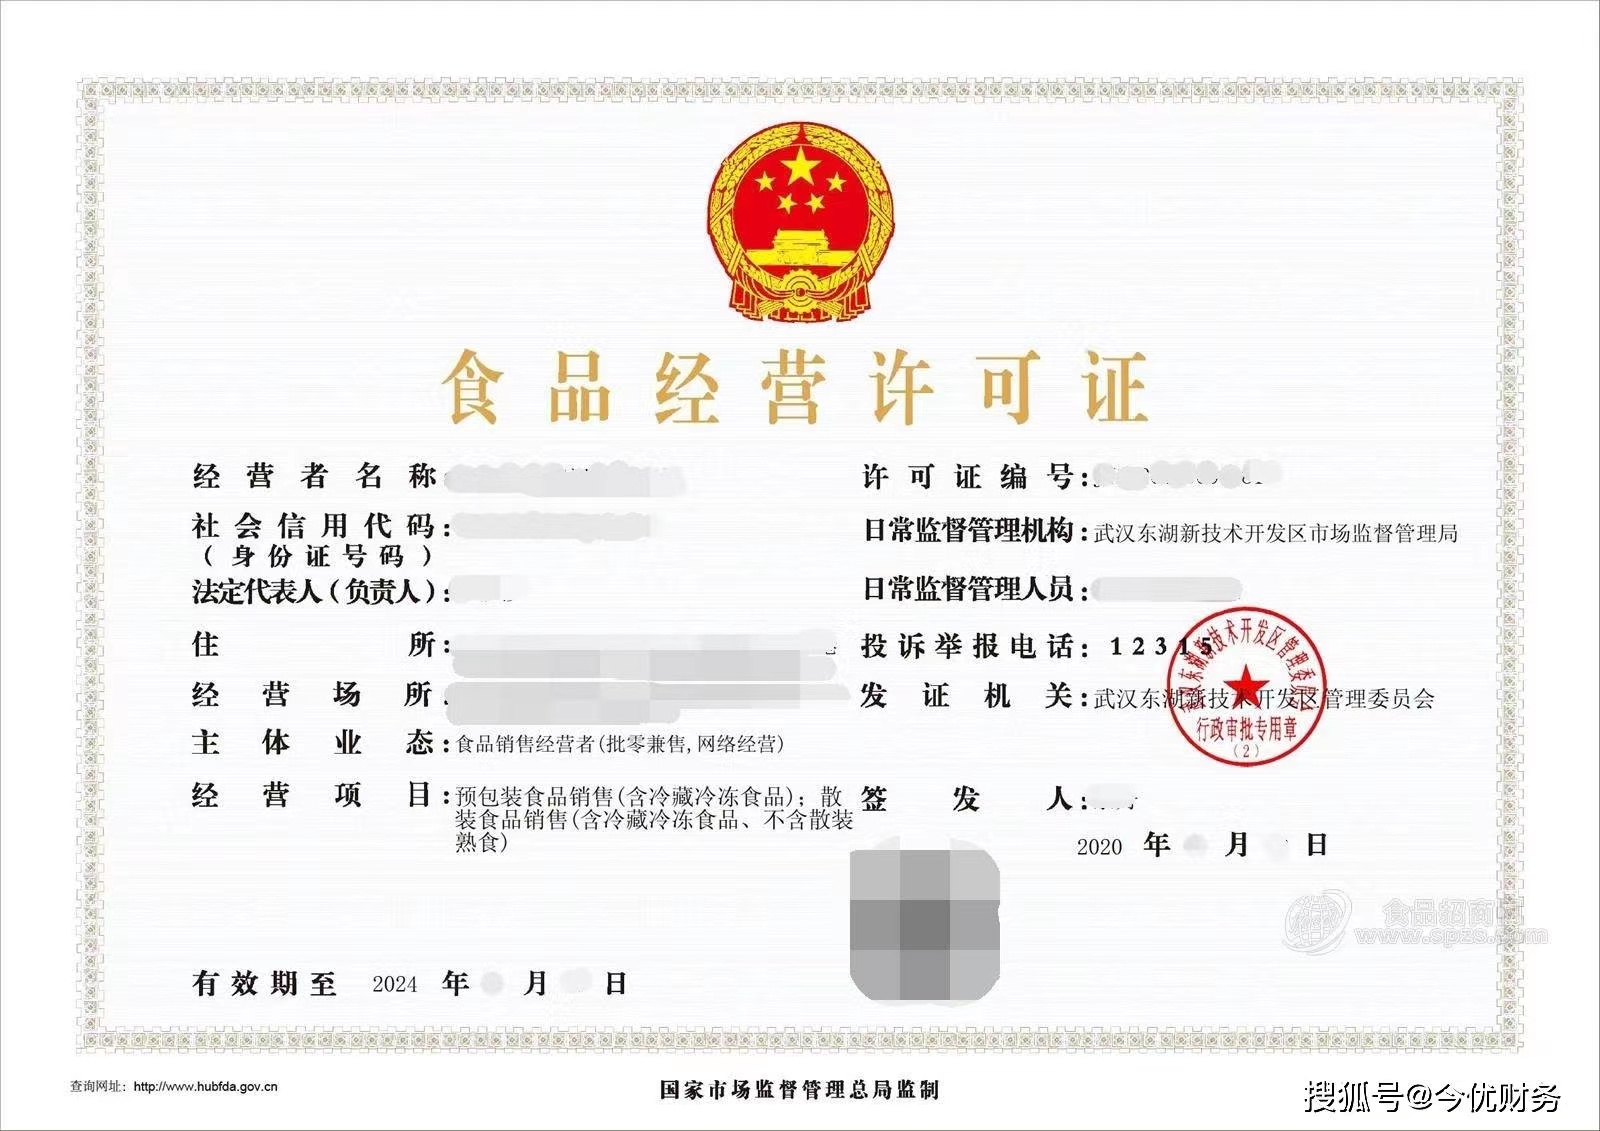 食品经营许可证
经营者名称:
许可证编号:
社会信用代码:
(身份证号码)
日常监督管理机构: 武汉东湖新技术开发区市场监督管理局
法定代表人(负责人):
日常监督管理人员:
住所:
投诉举报电话: 12315
经营场所
发证机关: 武汉东湖新技术开发区管理委员会
武汉东湖新技术开发区管理委员会
行政审批专用章
(2)
主体业态: 食品销售经营者(批零兼售,网络经营)
经营项目: 预包装食品销售(含冷藏冷冻食品);散
装食品销售(含冷藏冷冻食品、不含散装
熟食)
签发人:
2020 年 月 日
有效期至 2024 年 月 日
食品招商网
www.spzs.com
查询网址: http://www.hubfda.gov.cn
国家市场监督管理总局监制
搜狐号@今优财务